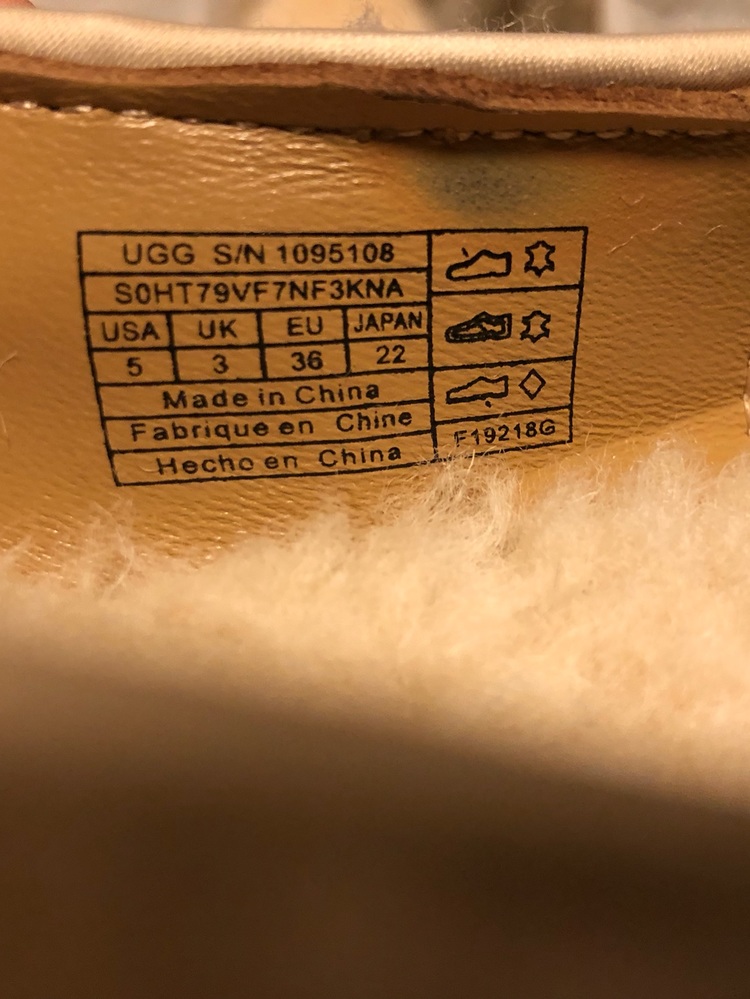 UGG S/N 1095108
S0HT79VF7NF3KNA
USA UK EU JAPAN
5 3 36 22
Made in China
Fabrique en Chine
Hecho en China
F19218G